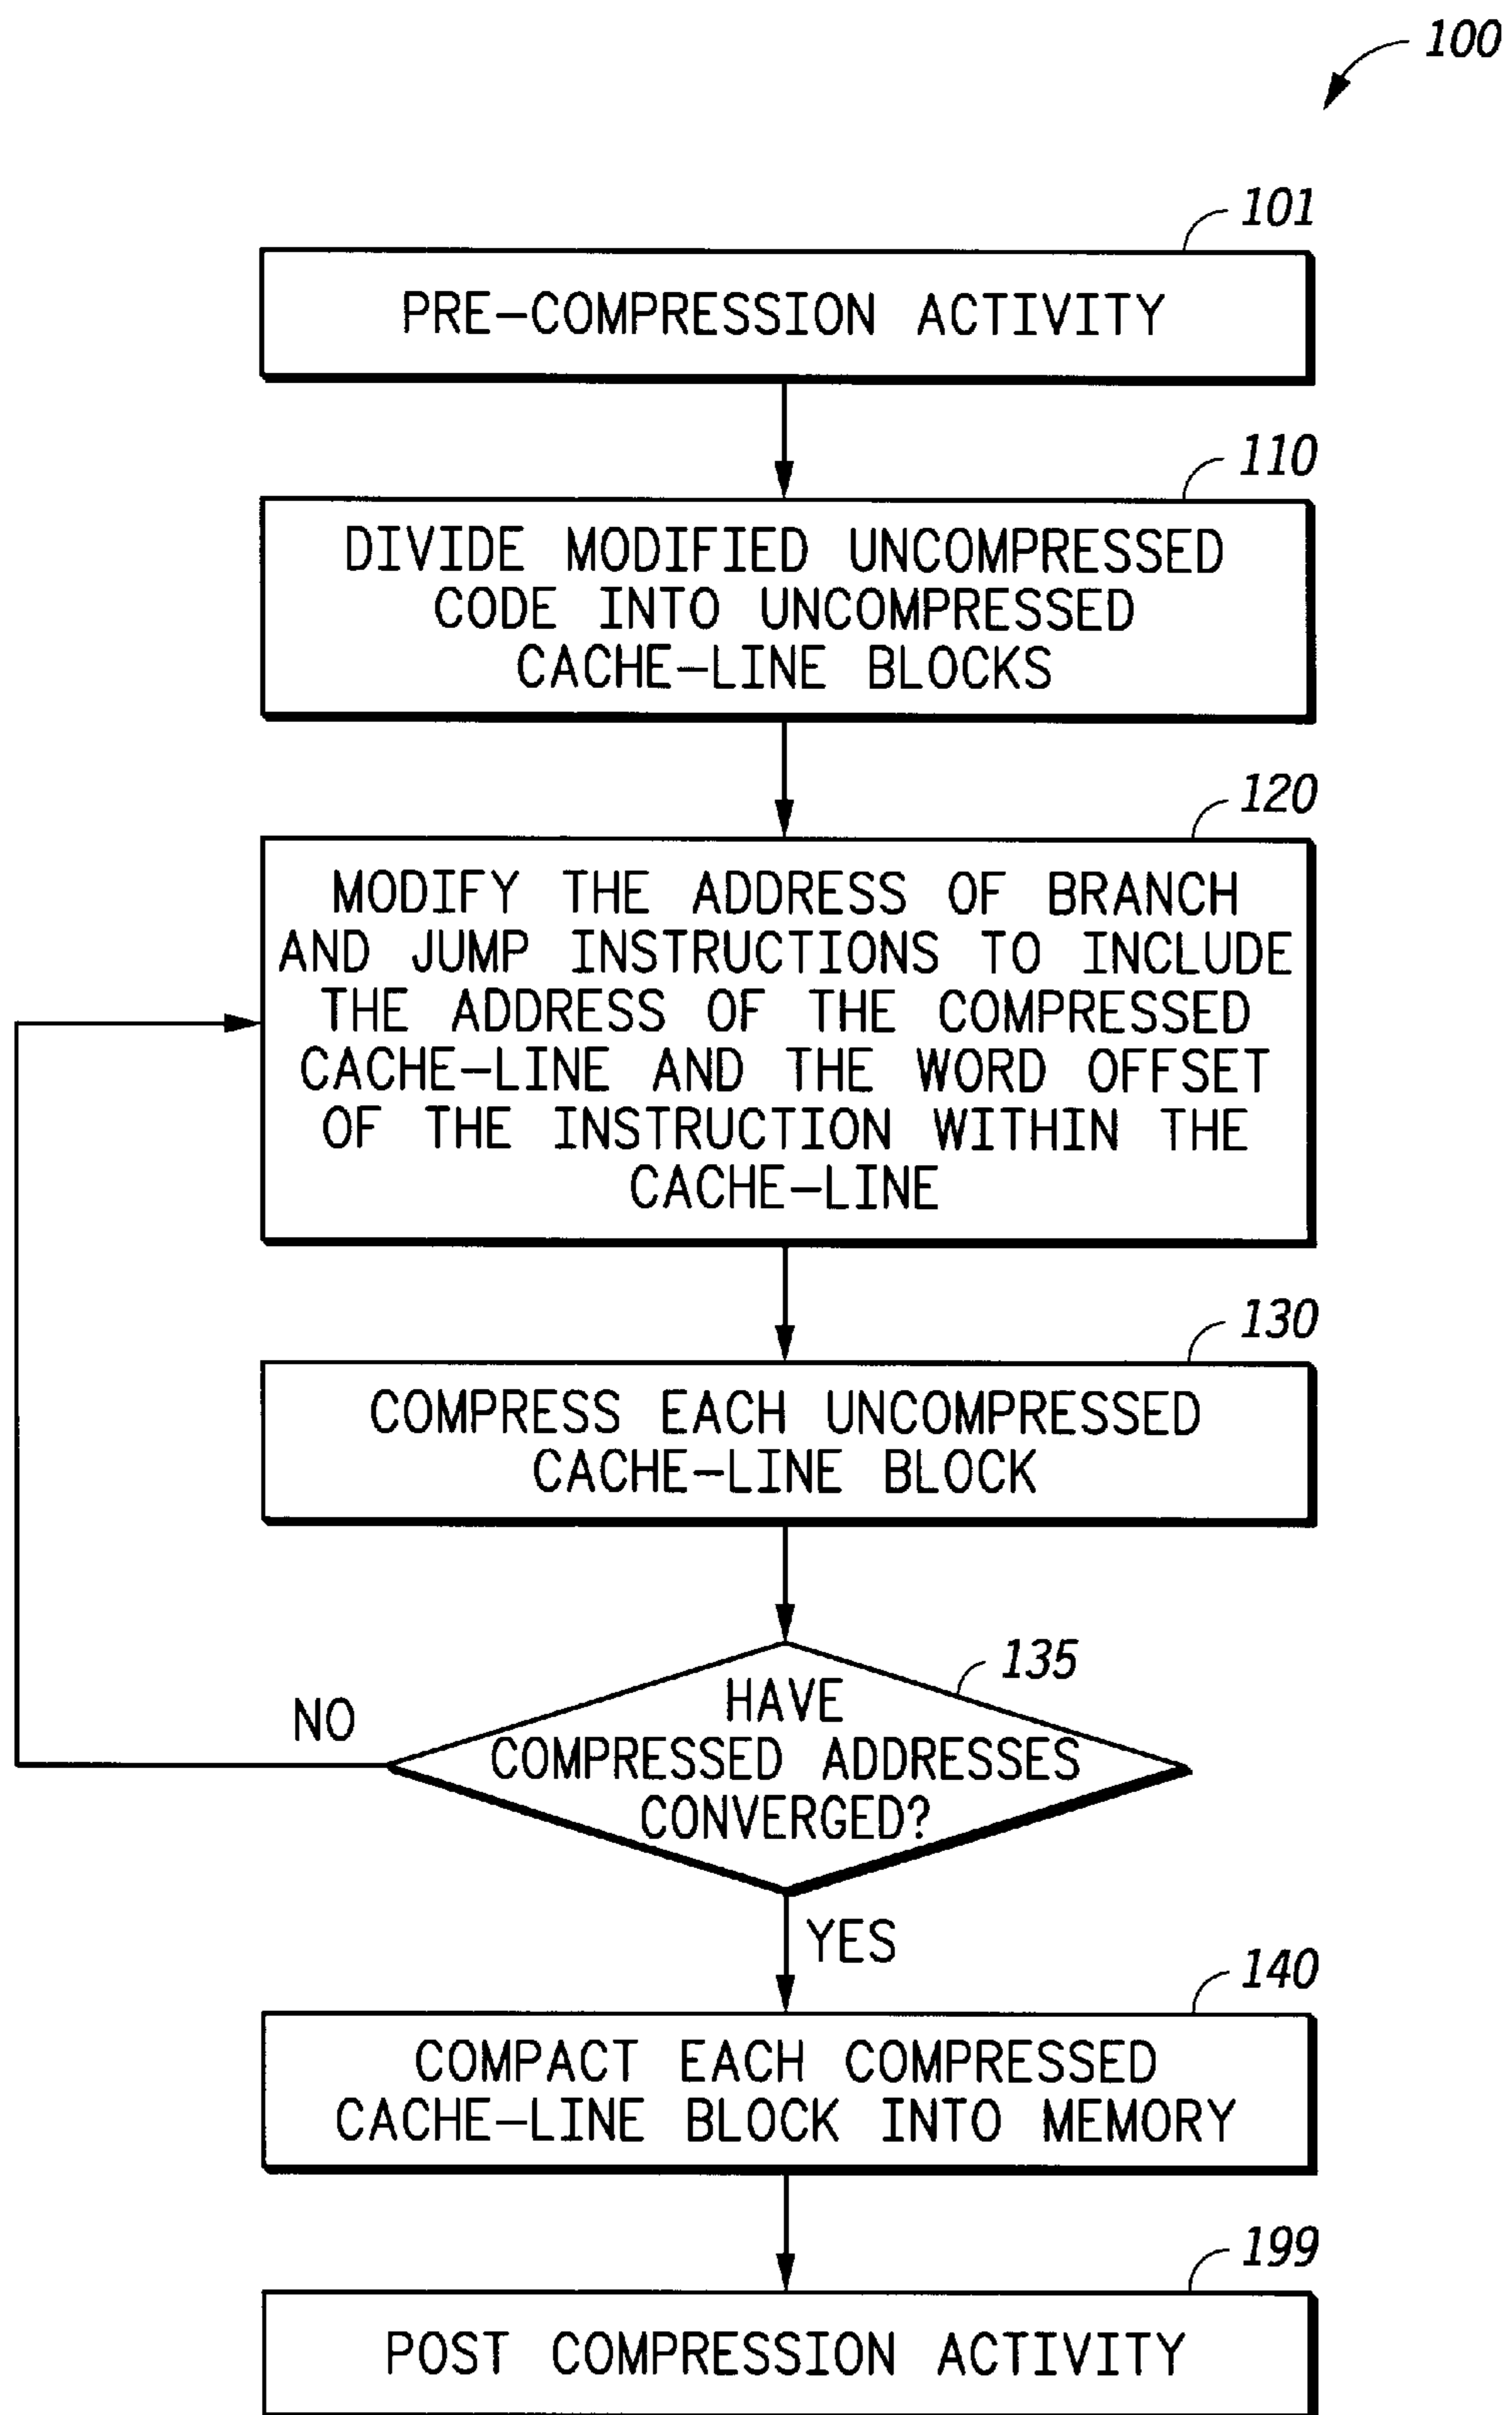 100
101
PRE-COMPRESSION ACTIVITY
110
DIVIDE MODIFIED UNCOMPRESSED
CODE INTO UNCOMPRESSED
CACHE-LINE BLOCKS
120
MODIFY THE ADDRESS OF BRANCH
AND JUMP INSTRUCTIONS TO INCLUDE
THE ADDRESS OF THE COMPRESSED
CACHE-LINE AND THE WORD OFFSET
OF THE INSTRUCTION WITHIN THE
CACHE-LINE
130
COMPRESS EACH UNCOMPRESSED
CACHE-LINE BLOCK
135
HAVE
COMPRESSED ADDRESSES
CONVERGED?
NO
YES
140
COMPACT EACH COMPRESSED
CACHE-LINE BLOCK INTO MEMORY
199
POST COMPRESSION ACTIVITY